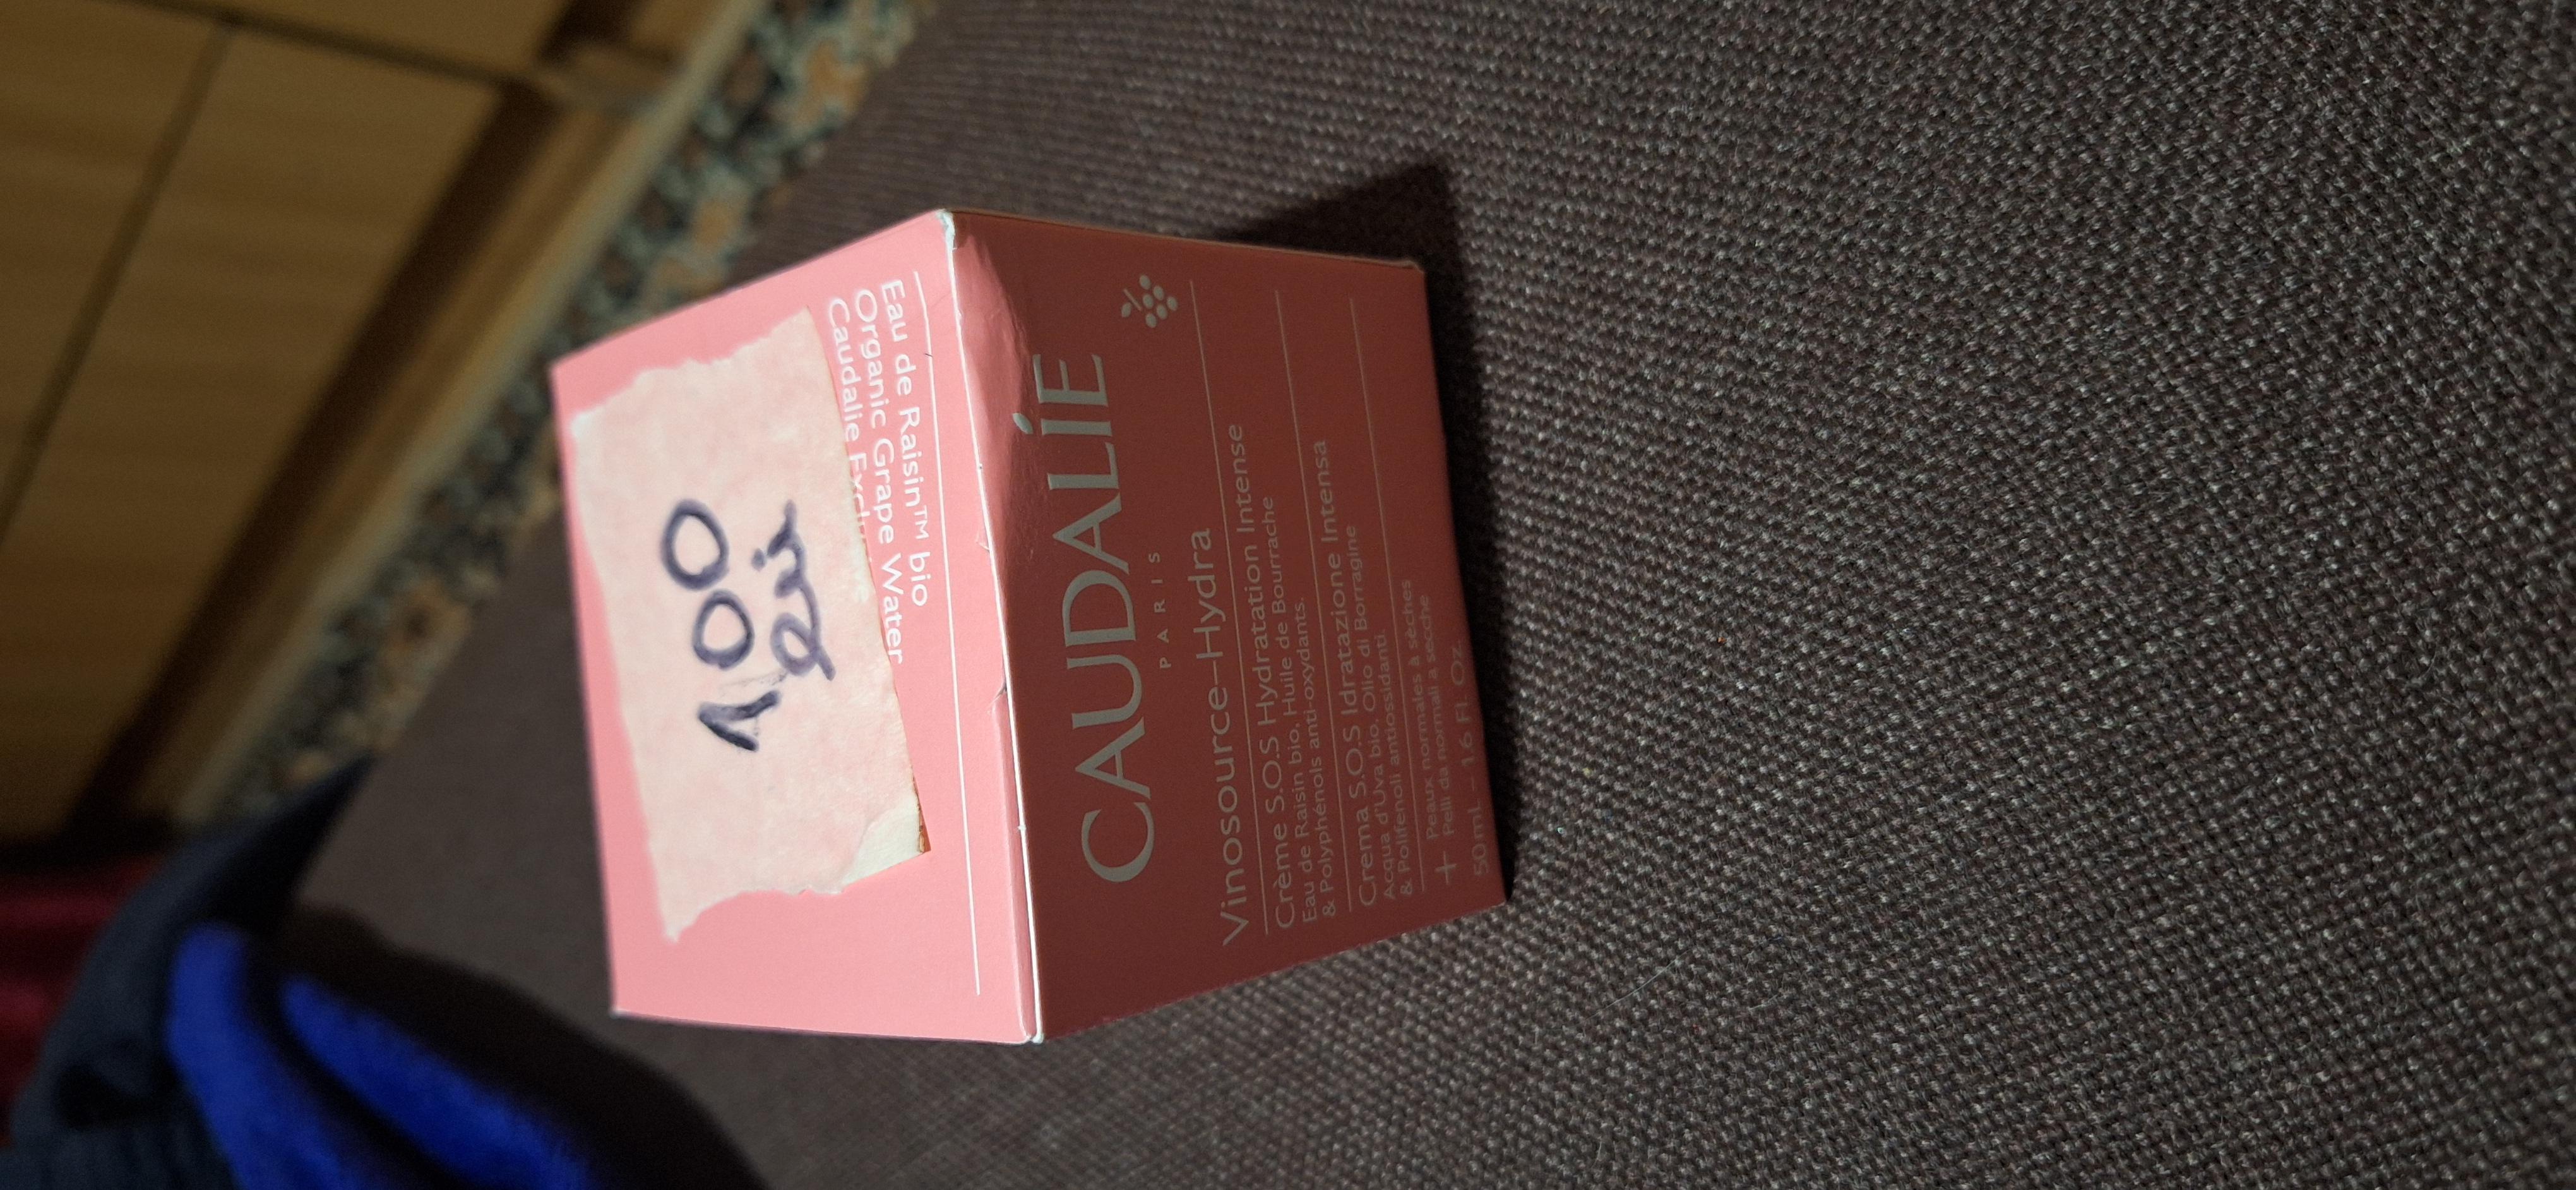 100
Eau de Raisin™ bio
Organic Grape Water
Caudalie
CAUDALÍE
PARIS
Vinosource-Hydra
Crème S.O.S Hydratation Intense
Eau de Raisin bio, Huile de Bourrache
& Polyphénols anti-oxydants.
Crema S.O.S Idratazione Intensa
Acqua d'Uva bio, Olio di Borragine
& Polifenoli antiossidanti.
+ Peaux normales à sèches
Pelli da normali a secche
50mL - 1.6 Fl. Oz.